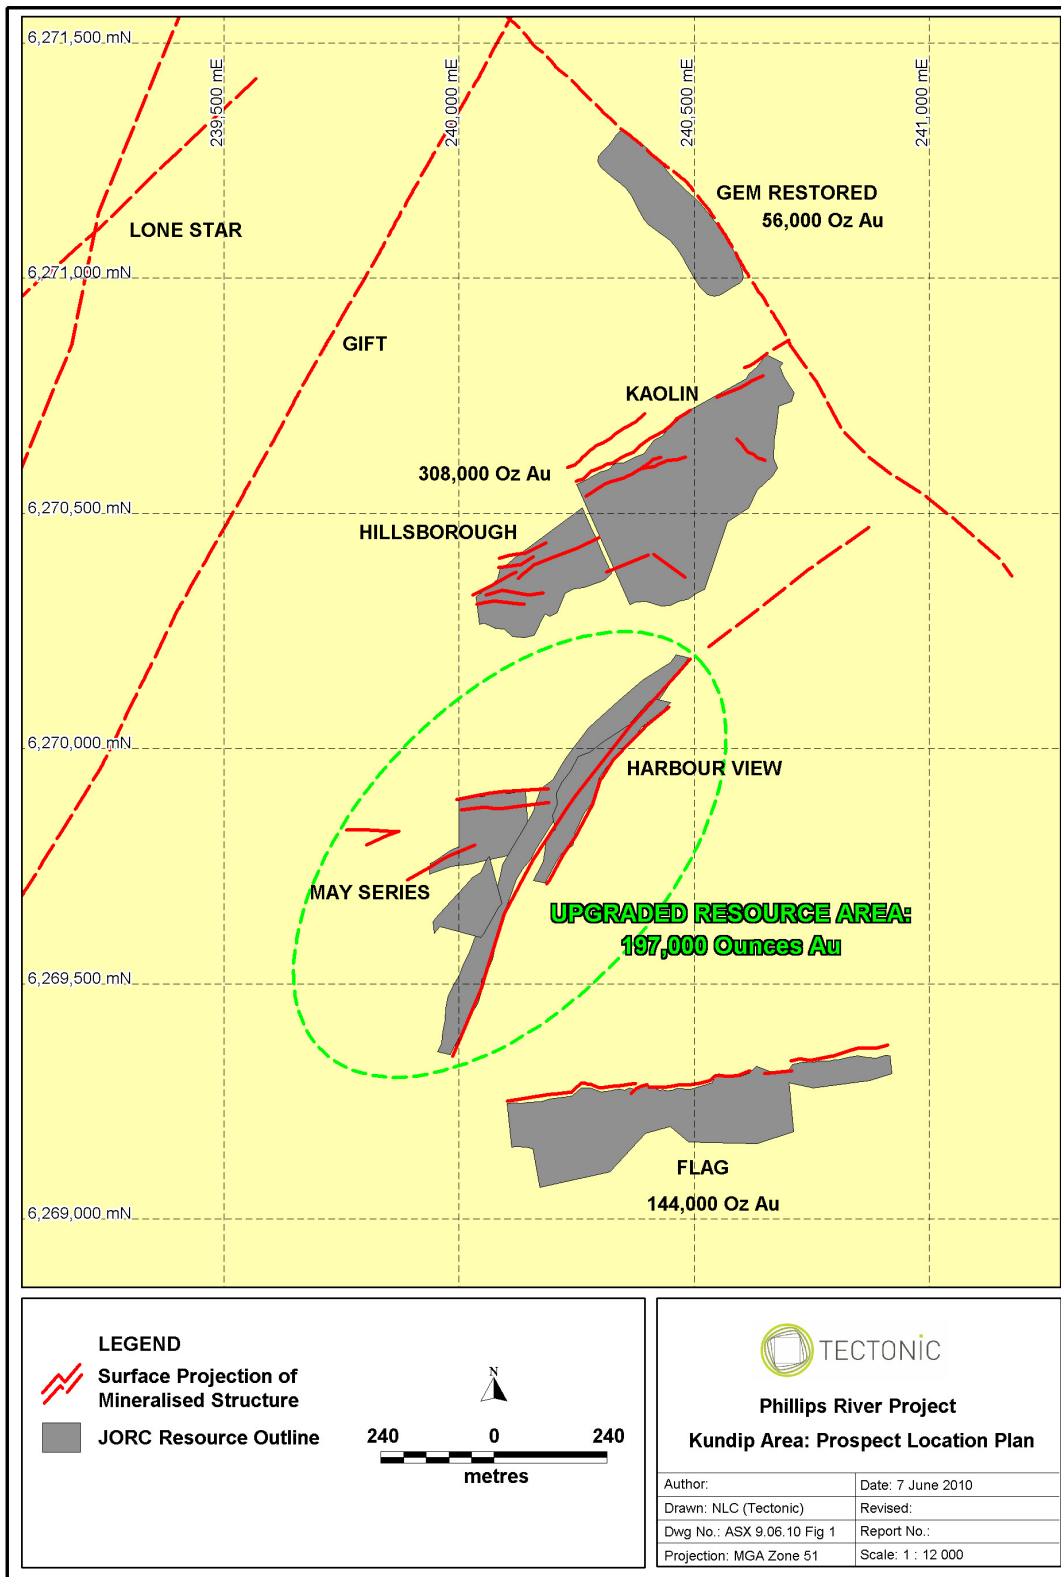 6,271,500 mN
239,500 mE
240,000 mE
240,500 mE
241,000 mE
GEM RESTORED
56,000 Oz Au
LONE STAR
6,271,000 mN
GIFT
KAOLIN
308,000 Oz Au
6,270,500 mN
HILLSBOROUGH
6,270,000 mN
HARBOUR VIEW
MAY SERIES
UPGRADED RESOURCE AREA:
197,000 Ounces Au
6,269,500 mN
FLAG
144,000 Oz Au
6,269,000 mN
LEGEND
Surface Projection of
Mineralised Structure
JORC Resource Outline
N
240 0 240
metres
TECTONIC
Phillips River Project
Kundip Area: Prospect Location Plan
Author: Date: 7 June 2010
Drawn: NLC (Tectonic) Revised:
Dwg No.: ASX 9.06.10 Fig 1 Report No.:
Projection: MGA Zone 51 Scale: 1 : 12 000